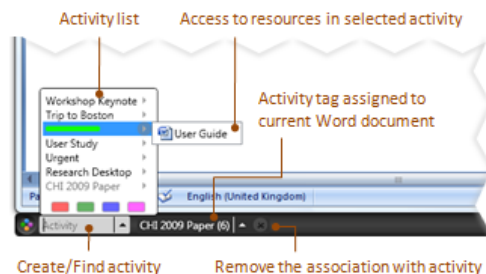 Activity list
Access to resources in selected activity
Activity tag assigned to
current Word document
Workshop Keynote
Trip to Boston
User Guide
User Study
Urgent
Research Desktop
CHI 2009 Paper
English (United Kingdom)
Activity
CHI 2009 Paper (6)
Create/Find activity
Remove the association with activity